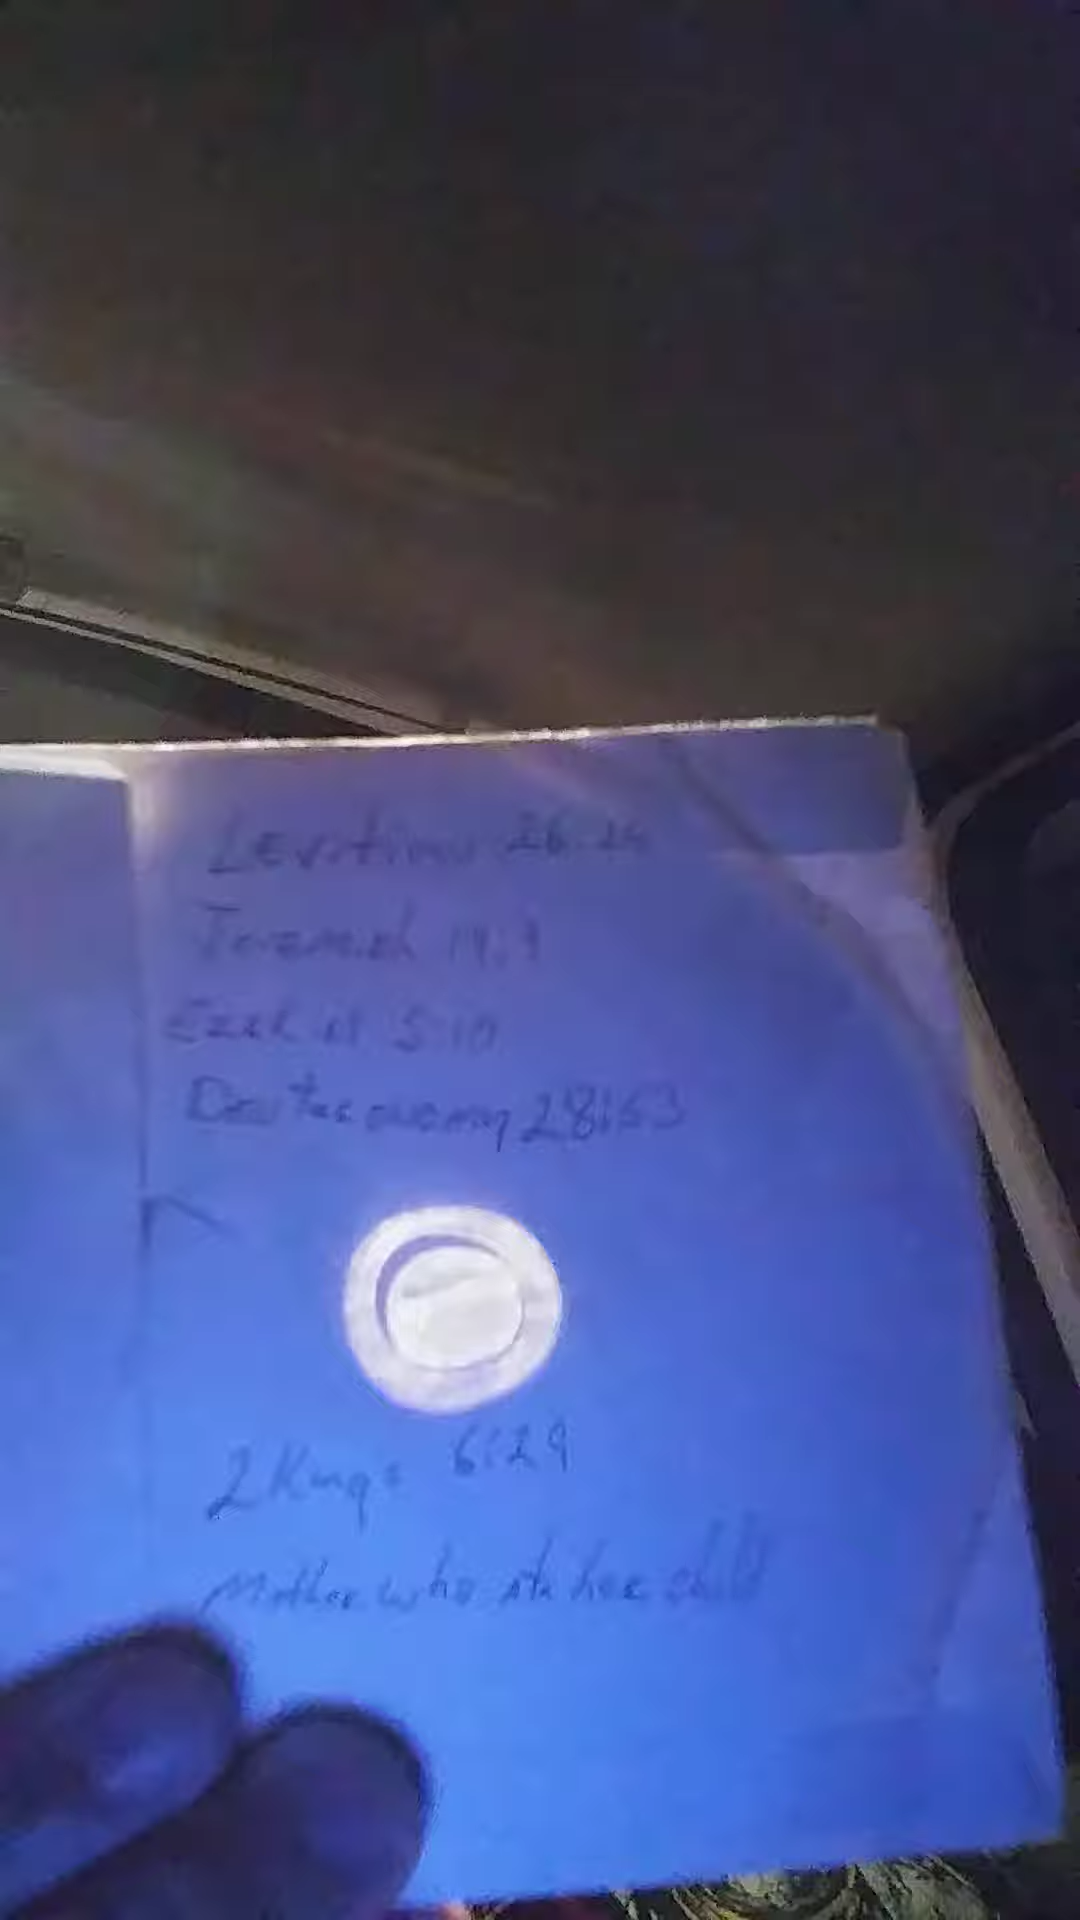 Leviticus 26:29
Jeremiah 19:9
Ezekiel 5:10
Deuteronomy 28:53
2 Kings 6:29
Mother who ate her child